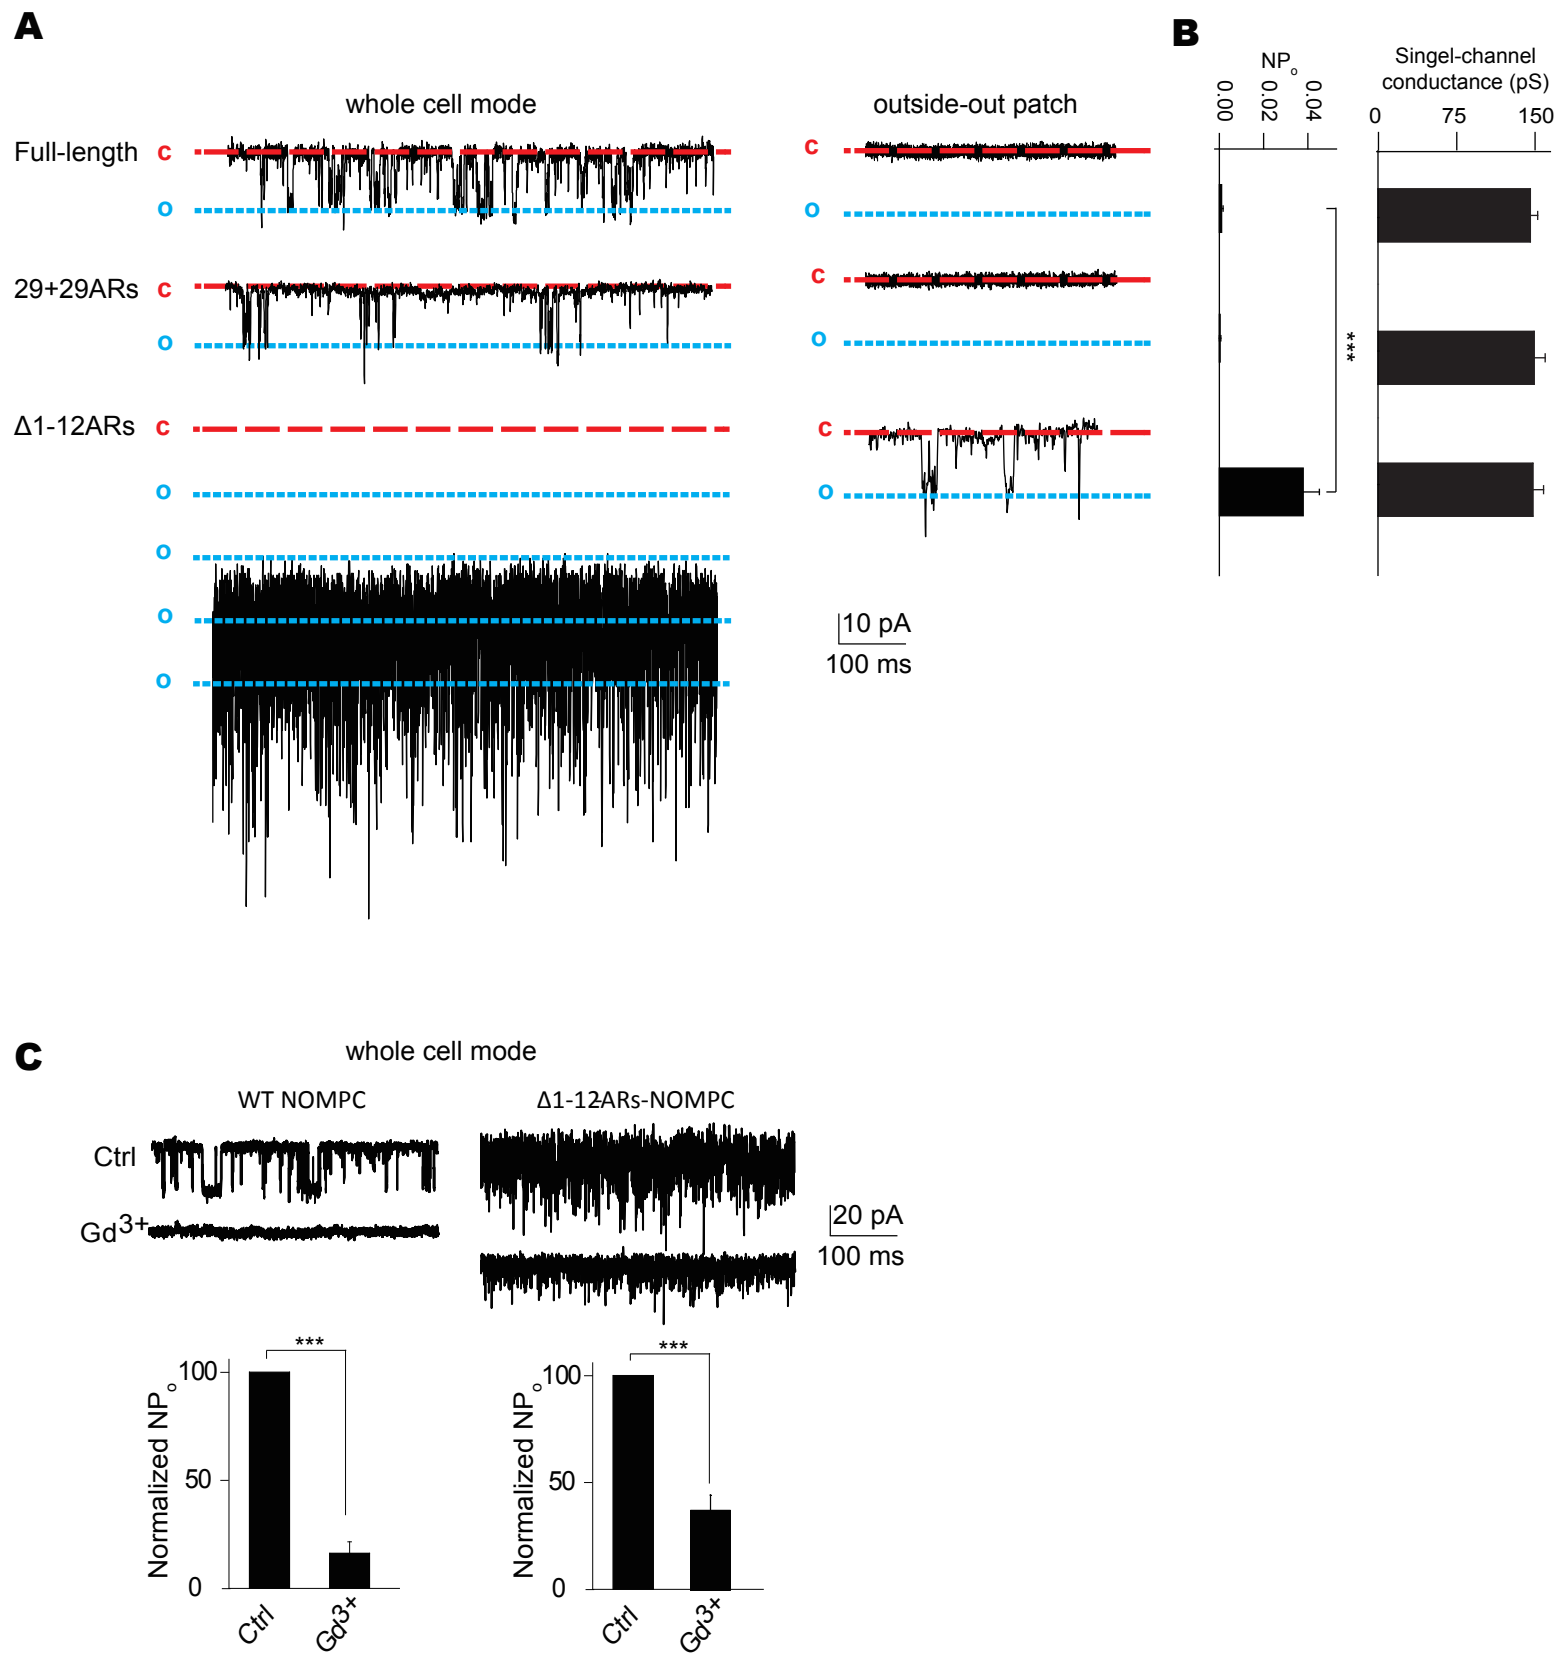 A
B
whole cell mode
outside-out patch
NPo
0.00 0.02 0.04
Singel-channel
conductance (pS)
0 75 150
Full-length c
o
c
o
29+29ARs c
o
c
o
***
Δ1-12ARs c
o
o
o
o
c
o
10 pA
100 ms
C
whole cell mode
WT NOMPC
Δ1-12ARs-NOMPC
Ctrl
Gd3+
20 pA
100 ms
***
Normalized NPo
100
50
0
Ctrl
Gd3+
***
Normalized NPo
100
50
0
Ctrl
Gd3+